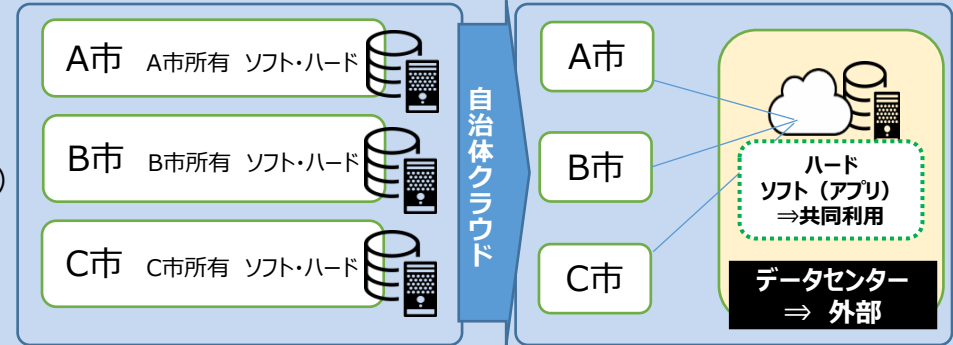 )
A市 A市所有 ソフト・ハード
B市 B市所有 ソフト・ハード
C市 C市所有 ソフト・ハード
自治体クラウド
A市
B市
C市
ハード
ソフト（アプリ）
⇒共同利用
データセンター
⇒ 外部